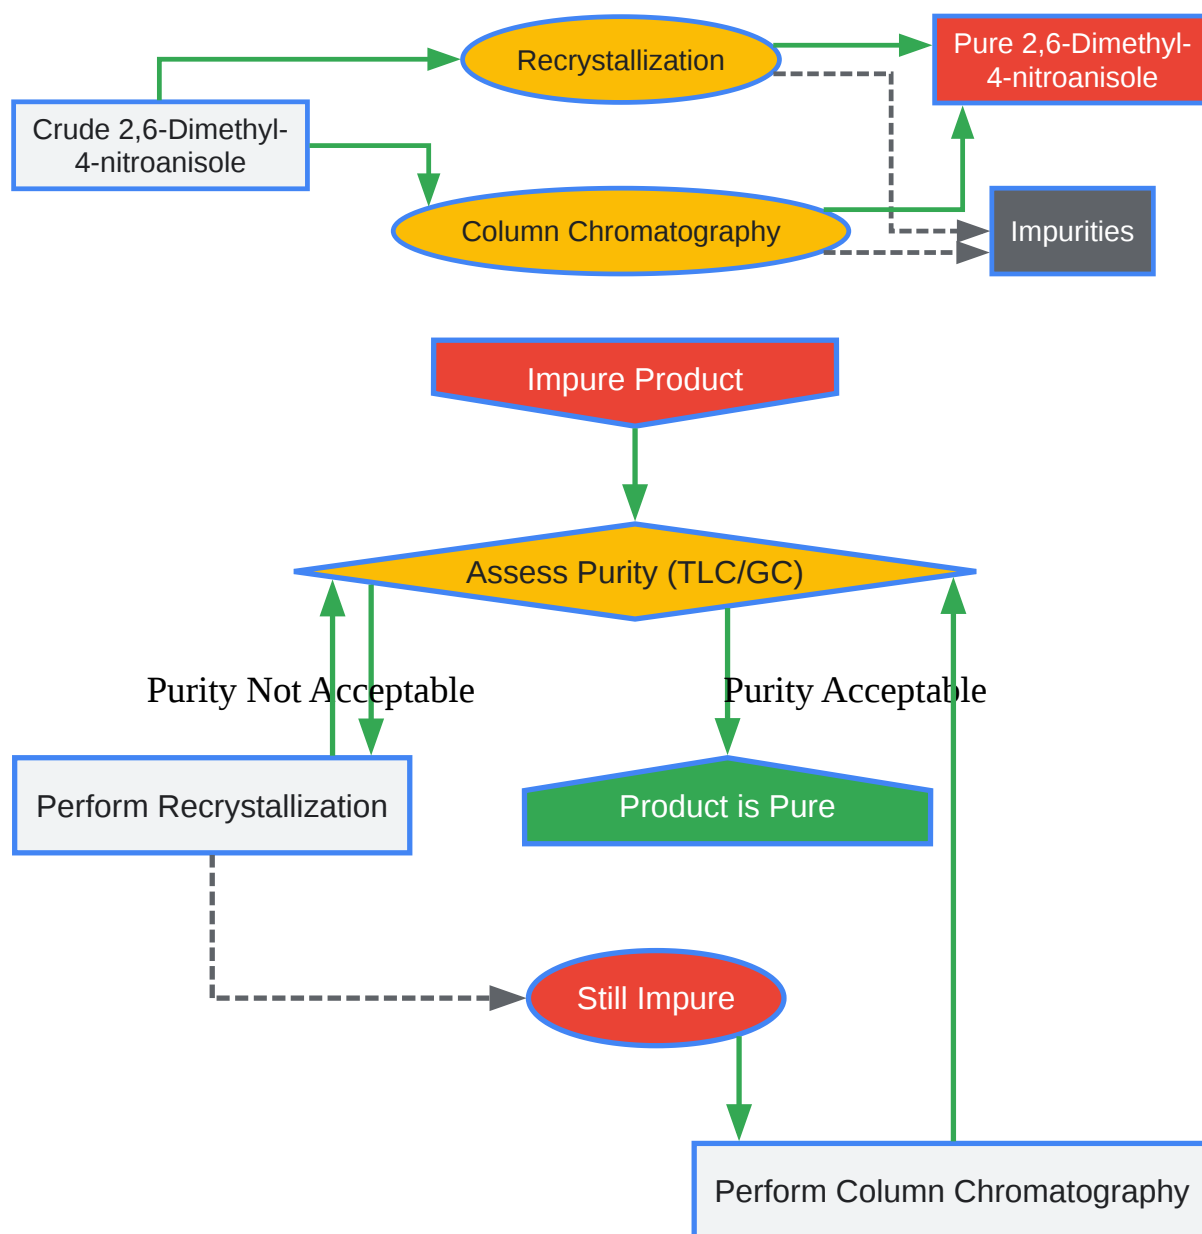 Recrystallization
Pure 2,6-Dimethyl-
4-nitroanisole
Crude 2,6-Dimethyl-
4-nitroanisole
Column Chromatography
Impurities
Impure Product
Assess Purity (TLC/GC)
Purity Not Acceptable
Purity Acceptable
Perform Recrystallization
Product is Pure
Still Impure
Perform Column Chromatography